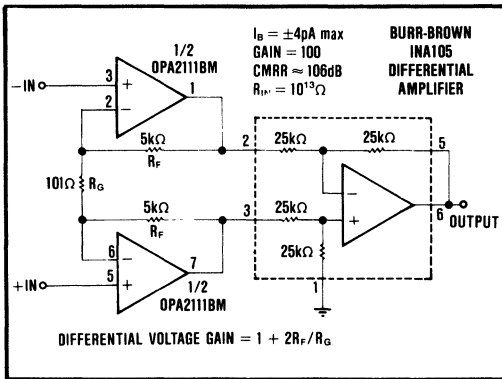 I_B = ±4pA max
GAIN = 100
CMRR ≈ 106dB
R_IN = 10^13Ω
BURR-BROWN
INA105
DIFFERENTIAL
AMPLIFIER
1/2
OPA2111BM
−IN
3
+
2
−
1
5kΩ
R_F
101Ω
R_G
5kΩ
R_F
2
25kΩ
25kΩ
5
−
+
6
OUTPUT
3
25kΩ
25kΩ
1
6
−
+IN
5
+
7
1/2
OPA2111BM
DIFFERENTIAL VOLTAGE GAIN = 1 + 2R_F/R_G